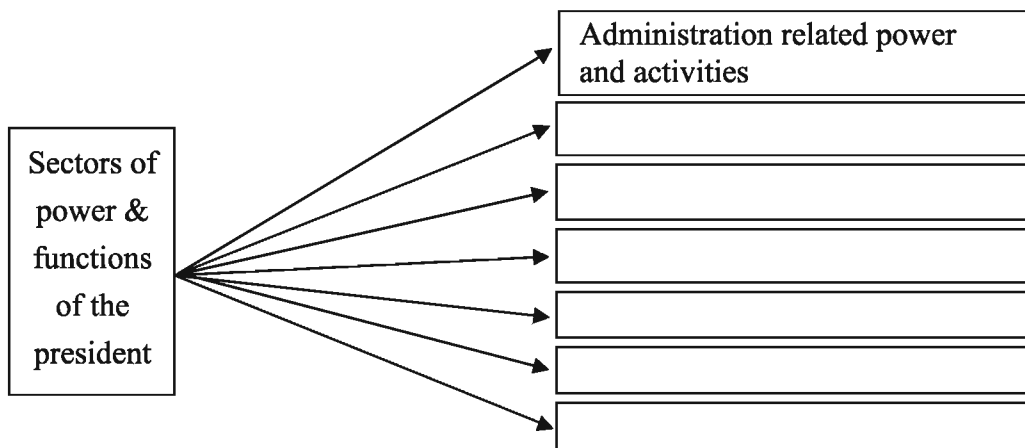 Administration related power
and activities
Sectors of
power &
functions
of the
president